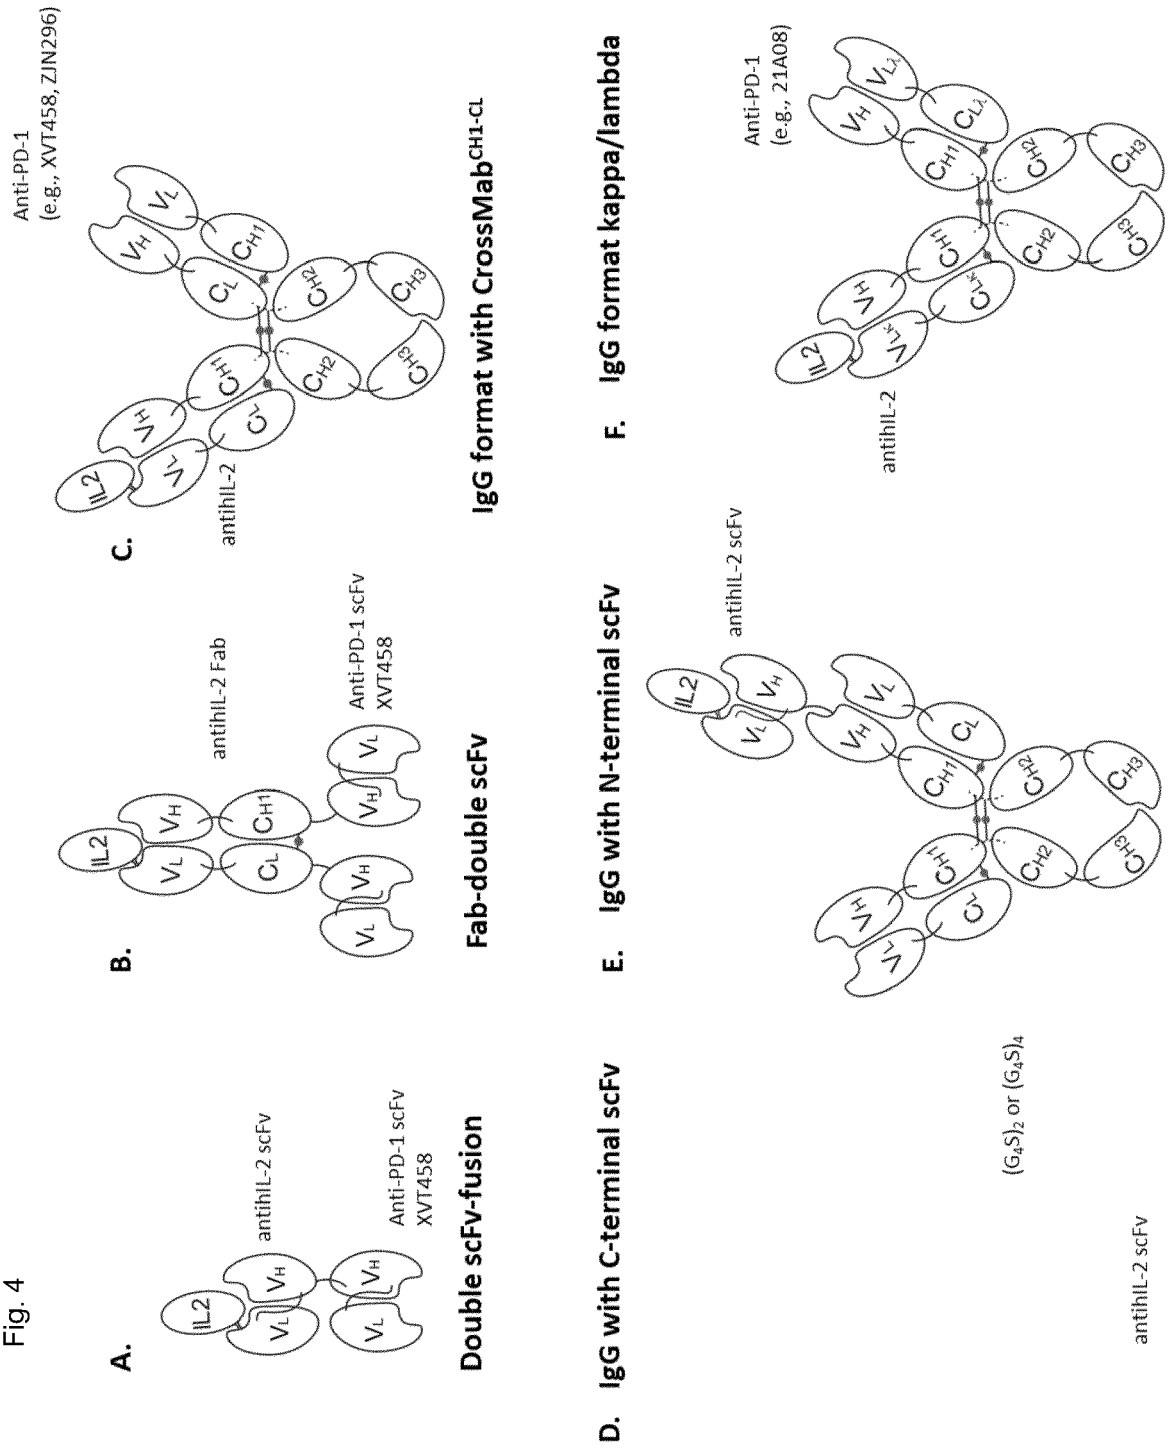 Fig. 4
A.
IL2
VL
VH
antihIL-2 scFv
VL
VH
Anti-PD-1 scFv
XVT458
Double scFv-fusion
B.
IL2
VL
VH
CL
CH1
antihIL-2 Fab
VL
VH
VH
VL
Anti-PD-1 scFv
XVT458
Fab-double scFv
C.
Anti-PD-1
(e.g., XVT458, ZJN296)
IL2
VL
VH
VH
VL
antihIL-2
CL
CH1
CL
CH1
CH2
CH2
CH3
CH3
IgG format with CrossMab^CH1-CL
D. IgG with C-terminal scFv
(G₄S)₂ or (G₄S)₄
antihIL-2 scFv
E. IgG with N-terminal scFv
IL2
VL
VH
antihIL-2 scFv
VL
VH
VH
VL
CL
CH1
CH1
CL
CH2
CH2
CH3
CH3
F. IgG format kappa/lambda
Anti-PD-1
(e.g., 21A08)
IL2
VLκ
VH
VH
VLλ
antihIL-2
CLκ
CH1
CH1
CLλ
CH2
CH2
CH3
CH3